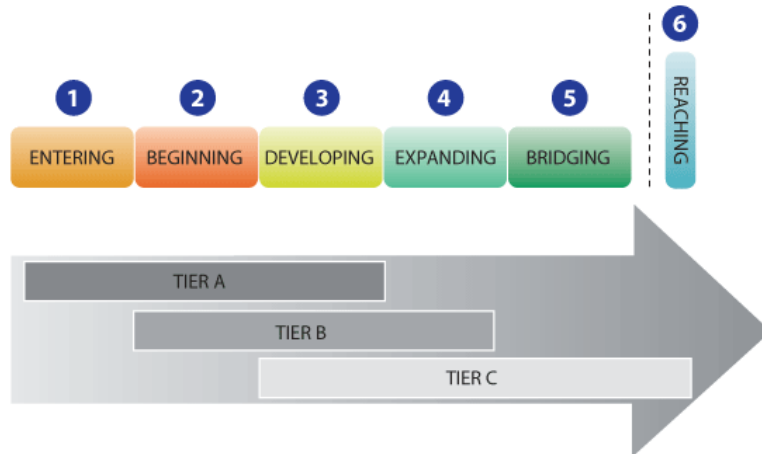 6
1 2 3 4 5
ENTERING BEGINNING DEVELOPING EXPANDING BRIDGING REACHING
TIER A
TIER B
TIER C